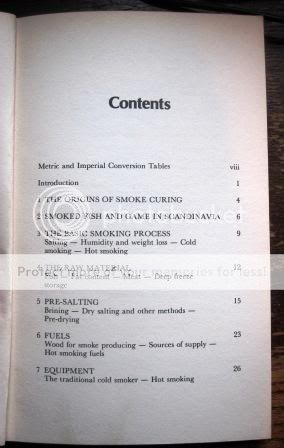 Contents
Metric and Imperial Conversion Tables viii
Introduction 1
1 THE ORIGINS OF SMOKE CURING 4
2 SMOKED FISH AND GAME IN SCANDINAVIA 6
3 THE BASIC SMOKING PROCESS 9
Salting — Humidity and weight loss — Cold
smoking — Hot smoking
4 THE RAW MATERIAL 12
Fat content — Meat — Deep freeze
storage
5 PRE-SALTING 15
Brining — Dry salting and other methods —
Pre-drying
6 FUELS 23
Wood for smoke producing — Sources of supply —
Hot smoking fuels
7 EQUIPMENT 26
The traditional cold smoker — Hot smoking